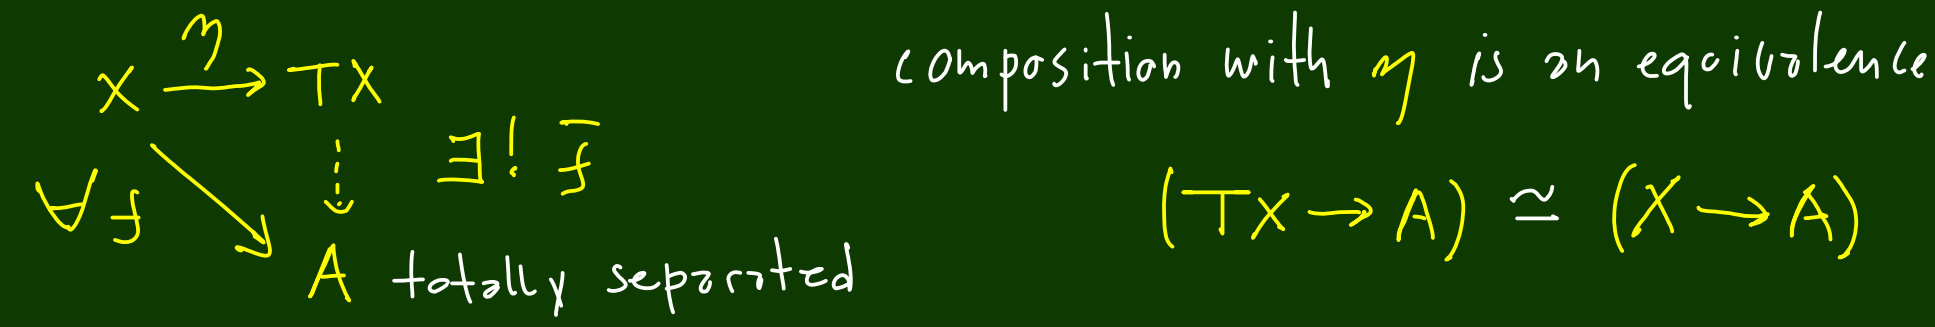 X η TX
composition with η is an equivalence
∀f ∃! f̅
(TX → A) ≃ (X → A)
A totally separated